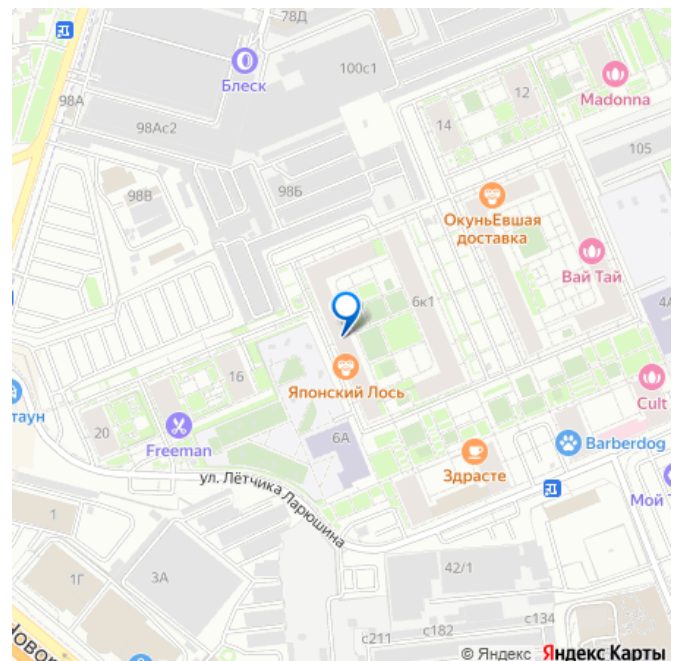 78Д
Блеск
100с1
12
Madonna
98А
98Ас2
14
105
98В
98Б
ОкуньЕвшая
доставка
Вай Тай
6к1
4А
16
Японский Лось
Cult
таун
20
Freeman
6А
Здрасте
Barberdog
ул. Лётчика Ларюшина
Мой
1
1Г
3А
42/1
с134
с182
с211
© Яндекс Яндекс Карты